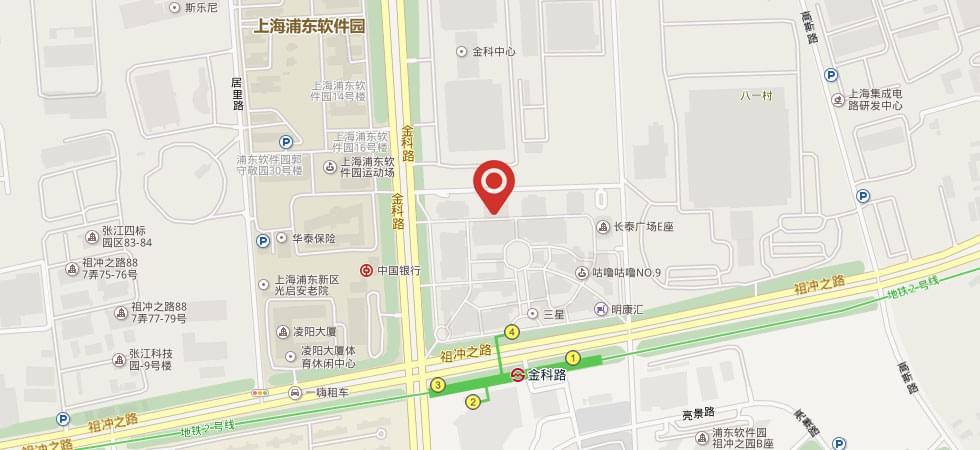 斯乐尼
上海浦东软件园
高斯路
金科中心
居里路
上海浦东软
件园14号楼
八一村
上海集成电
路研发中心
P
P
金科路
上海浦东软
件园16号楼
浦东软件园郭
守敬园30号楼
上海浦东软
件园运动场
金科路
P
张江四标
园区83-84
P
华泰保险
长泰广场E座
祖冲之路88
7弄75-76号
中国银行
咕噜咕噜NO.9
上海浦东新区
光启安老院
祖冲之路
地铁2号线
祖冲之路88
7弄77-79号
三星
明康汇
凌阳大厦
4
祖冲之路
凌阳大厦体
育休闲中心
1
张江科技
园-9号楼
金科路
3
高斯路
一嗨租车
2
P
祖冲之路
地铁2号线
亮景路
亮景路
祖冲之路
浦东软件园
祖冲之园B座
P